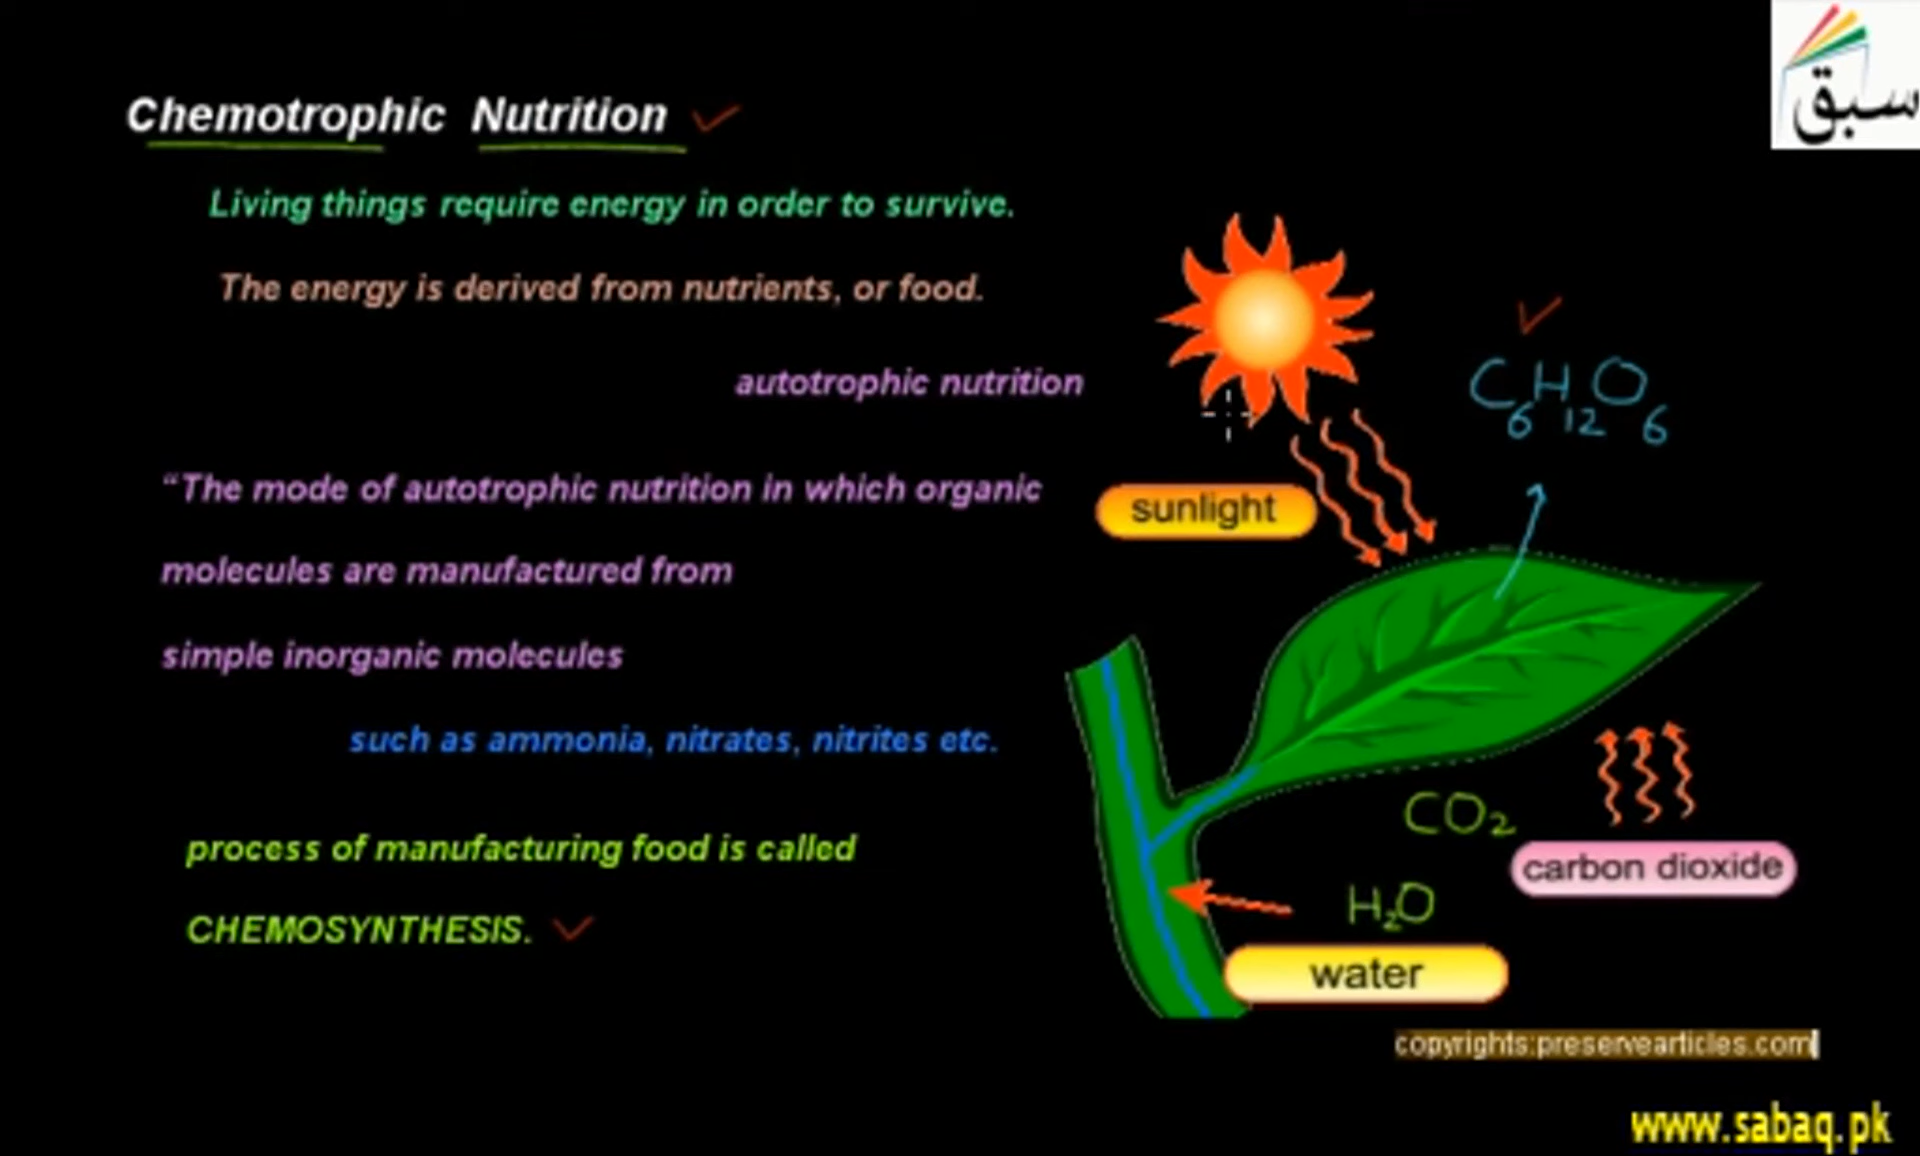 سبق
Chemotrophic Nutrition
Living things require energy in order to survive.
The energy is derived from nutrients, or food.
autotrophic nutrition
“The mode of autotrophic nutrition in which organic
molecules are manufactured from
simple inorganic molecules
such as ammonia, nitrates, nitrites etc.
process of manufacturing food is called
CHEMOSYNTHESIS.
C6H12O6
sunlight
CO2
carbon dioxide
H2O
water
copyrights:preservearticles.com
www.sabaq.pk